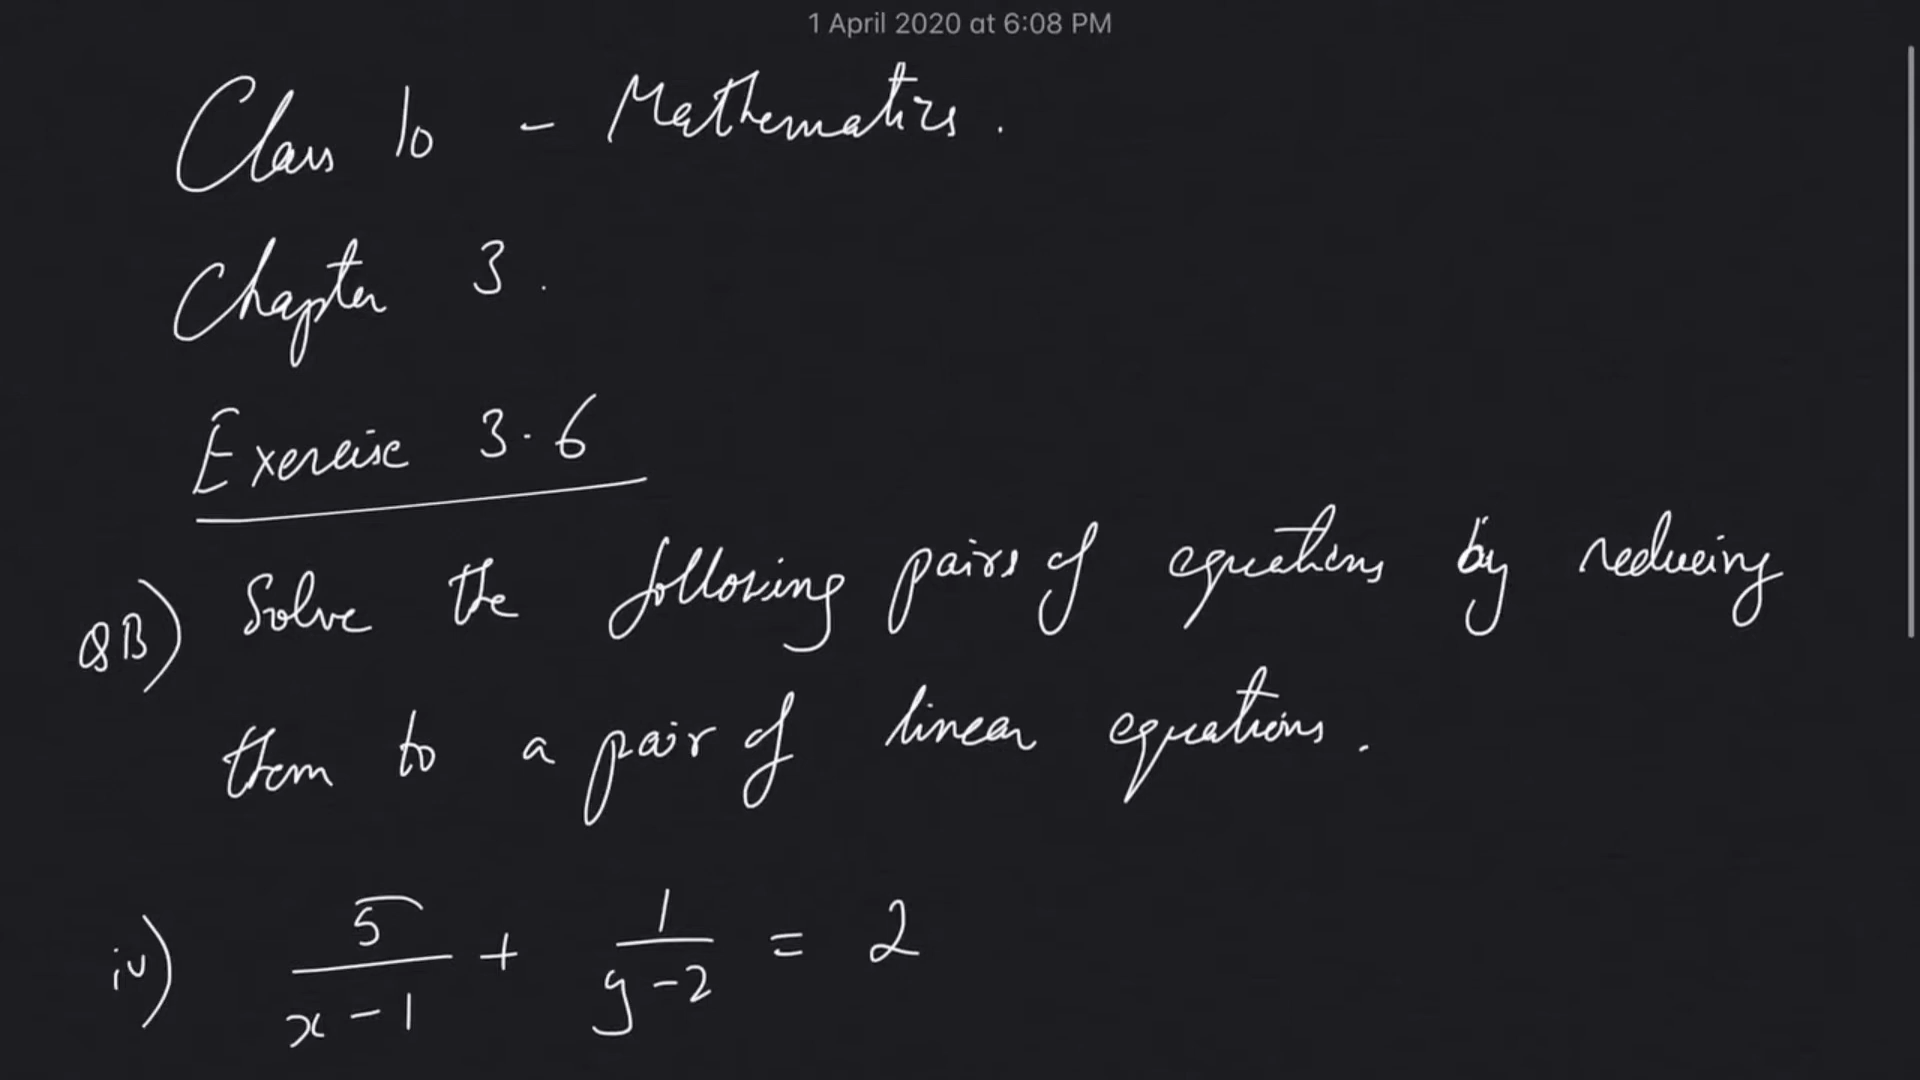 1 April 2020 at 6:08 PM
Class 10 - Mathematics.
Chapter 3.
Exercise 3.6
QB) Solve the following pairs of equations by reducing
them to a pair of linear equations.
iv) 5/(x-1) + 1/(y-2) = 2